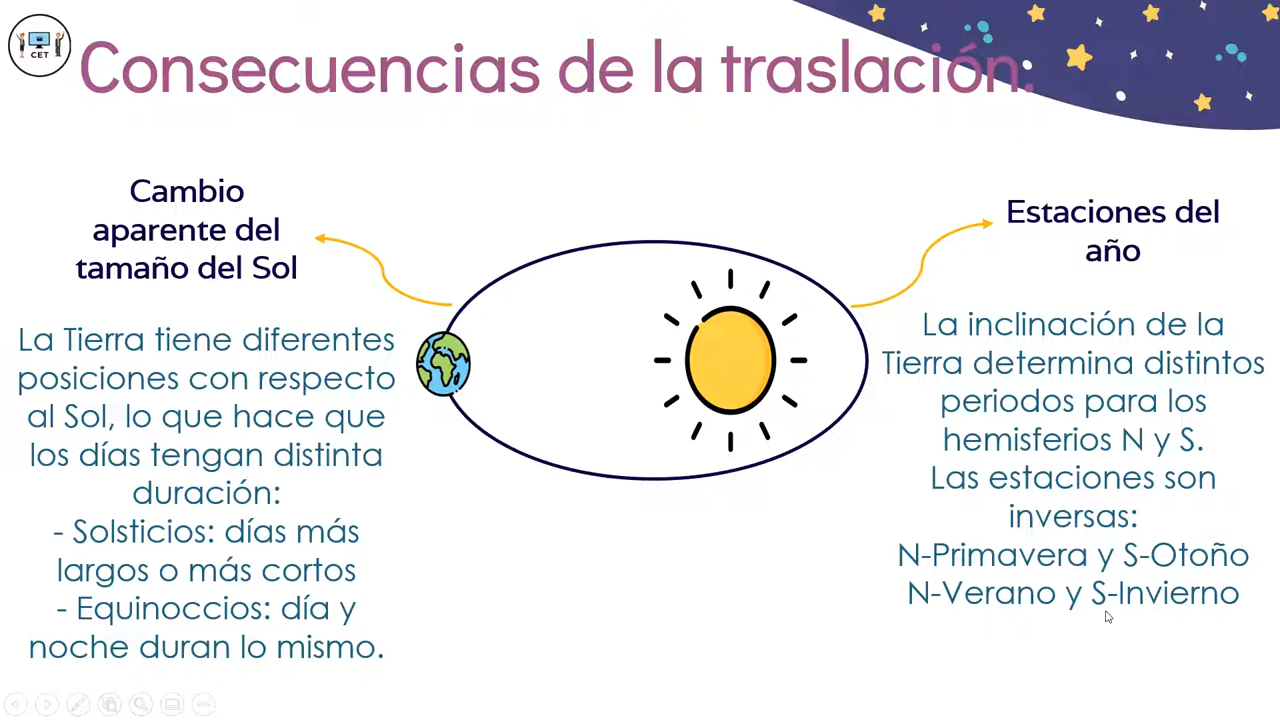 CET
Consecuencias de la traslación.
Cambio
aparente del
tamaño del Sol
La Tierra tiene diferentes
posiciones con respecto
al Sol, lo que hace que
los días tengan distinta
duración:
- Solsticios: días más
largos o más cortos
- Equinoccios: día y
noche duran lo mismo.
Estaciones del
año
La inclinación de la
Tierra determina distintos
periodos para los
hemisferios N y S.
Las estaciones son
inversas:
N-Primavera y S-Otoño
N-Verano y S-Invierno